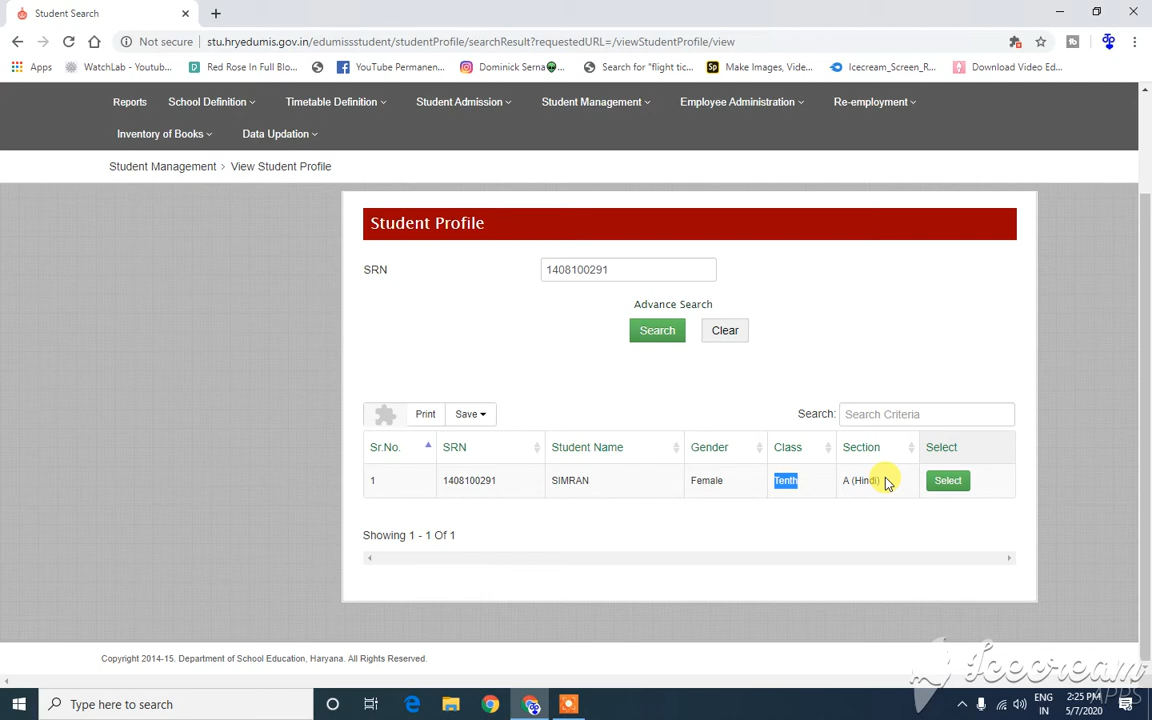 Student Search
Not secure
stu.hryedumis.gov.in/edumissstudent/studentProfile/searchResult?requestedURL=/viewStudentProfile/view
Apps
WatchLab - Youtub...
Red Rose In Full Blo...
YouTube Permanen...
Dominick Serna👽...
Search for "flight tic...
Make Images, Vide...
Icecream_Screen_R...
Download Video Ed...
Reports
School Definition
Timetable Definition
Student Admission
Student Management
Employee Administration
Re-employment
Inventory of Books
Data Updation
Student Management > View Student Profile
Student Profile
SRN
1408100291
Advance Search
Search
Clear
Print
Save
Search:
Search Criteria
Sr.No.
SRN
Student Name
Gender
Class
Section
Select
1
1408100291
SIMRAN
Female
Tenth
A (Hindi)
Select
Showing 1 - 1 Of 1
Copyright 2014-15. Department of School Education, Haryana. All Rights Reserved.
Icecream
APPS
Type here to search
ENG
IN
2:25 PM
5/7/2020